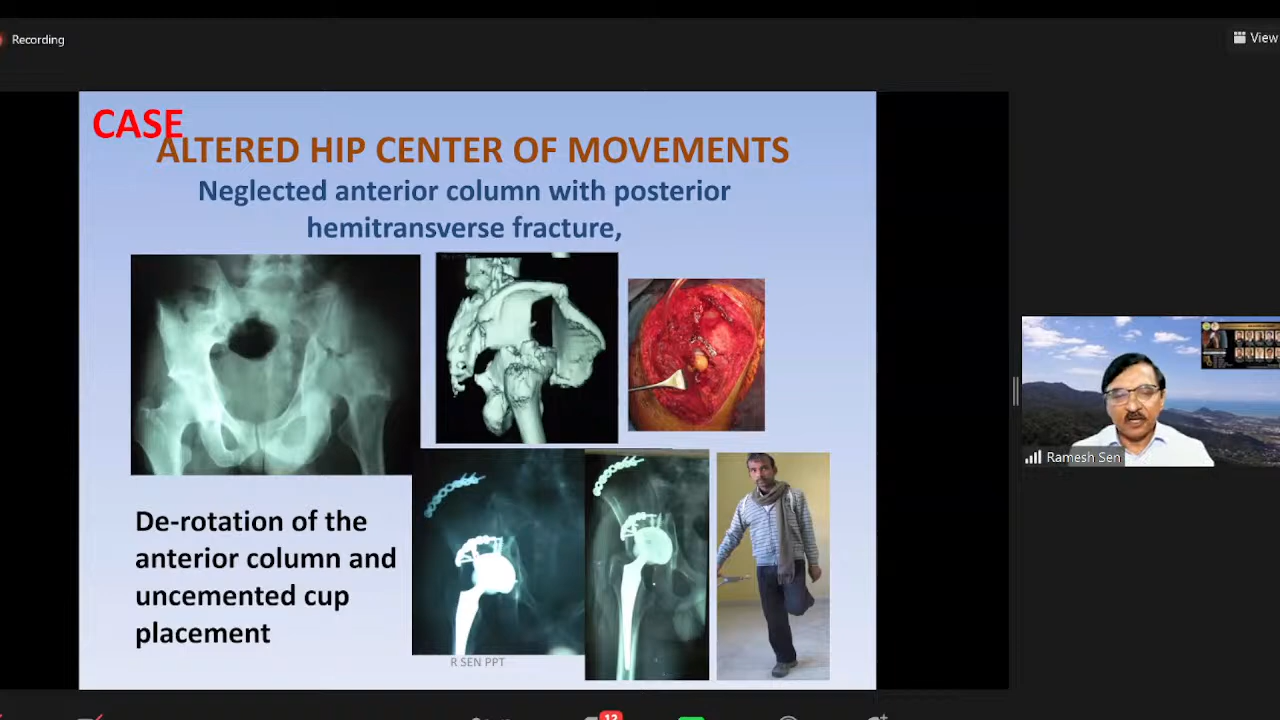 Recording
View
CASE
ALTERED HIP CENTER OF MOVEMENTS
Neglected anterior column with posterior
hemitransverse fracture,
De-rotation of the
anterior column and
uncemented cup
placement
R SEN PPT
Ramesh Sen
12